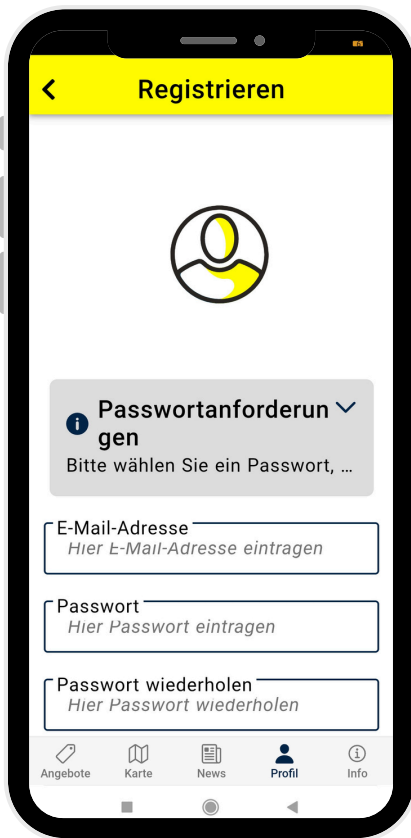 Registrieren
Passwortanforderun
gen
Bitte wählen Sie ein Passwort, ...
E-Mail-Adresse
Hier E-Mail-Adresse eintragen
Passwort
Hier Passwort eintragen
Passwort wiederholen
Hier Passwort wiederholen
Angebote Karte News Profil Info